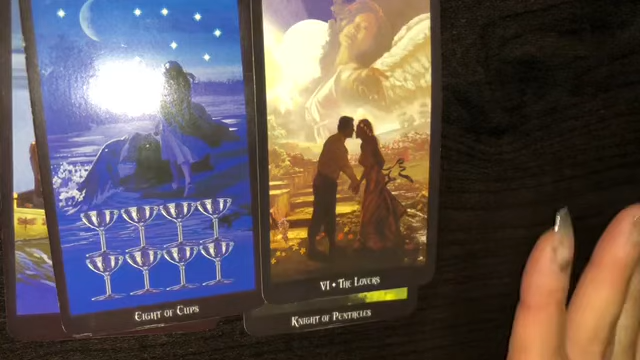 EIGHT OF CUPS
VI • THE LOVERS
KNIGHT OF PENTACLES